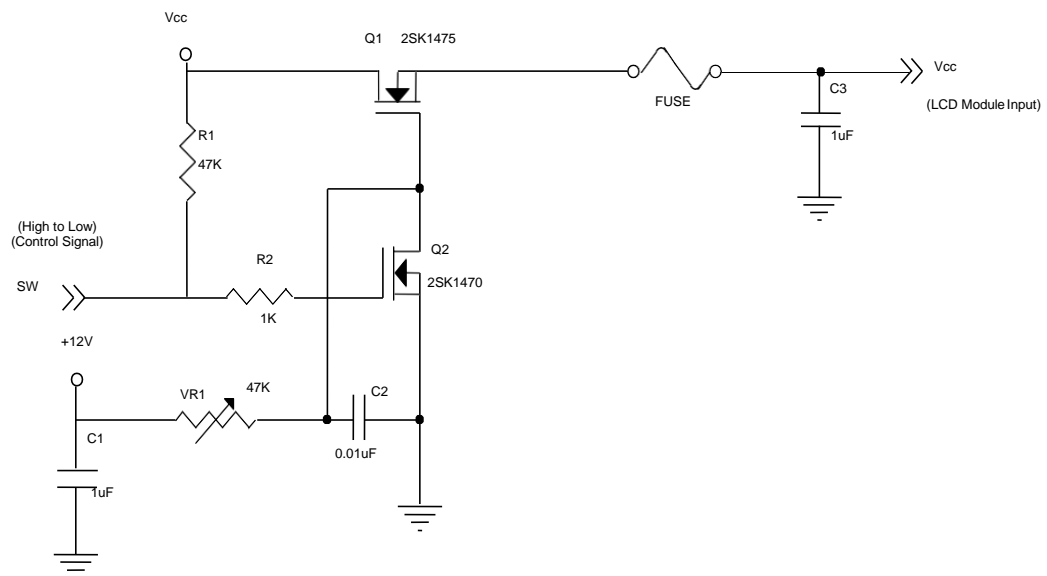 Vcc
Q1 2SK1475
Vcc
FUSE
C3
(LCD Module Input)
1uF
R1
47K
(High to Low)
(Control Signal)
SW
R2
1K
Q2
2SK1470
+12V
VR1
47K
C2
0.01uF
C1
1uF